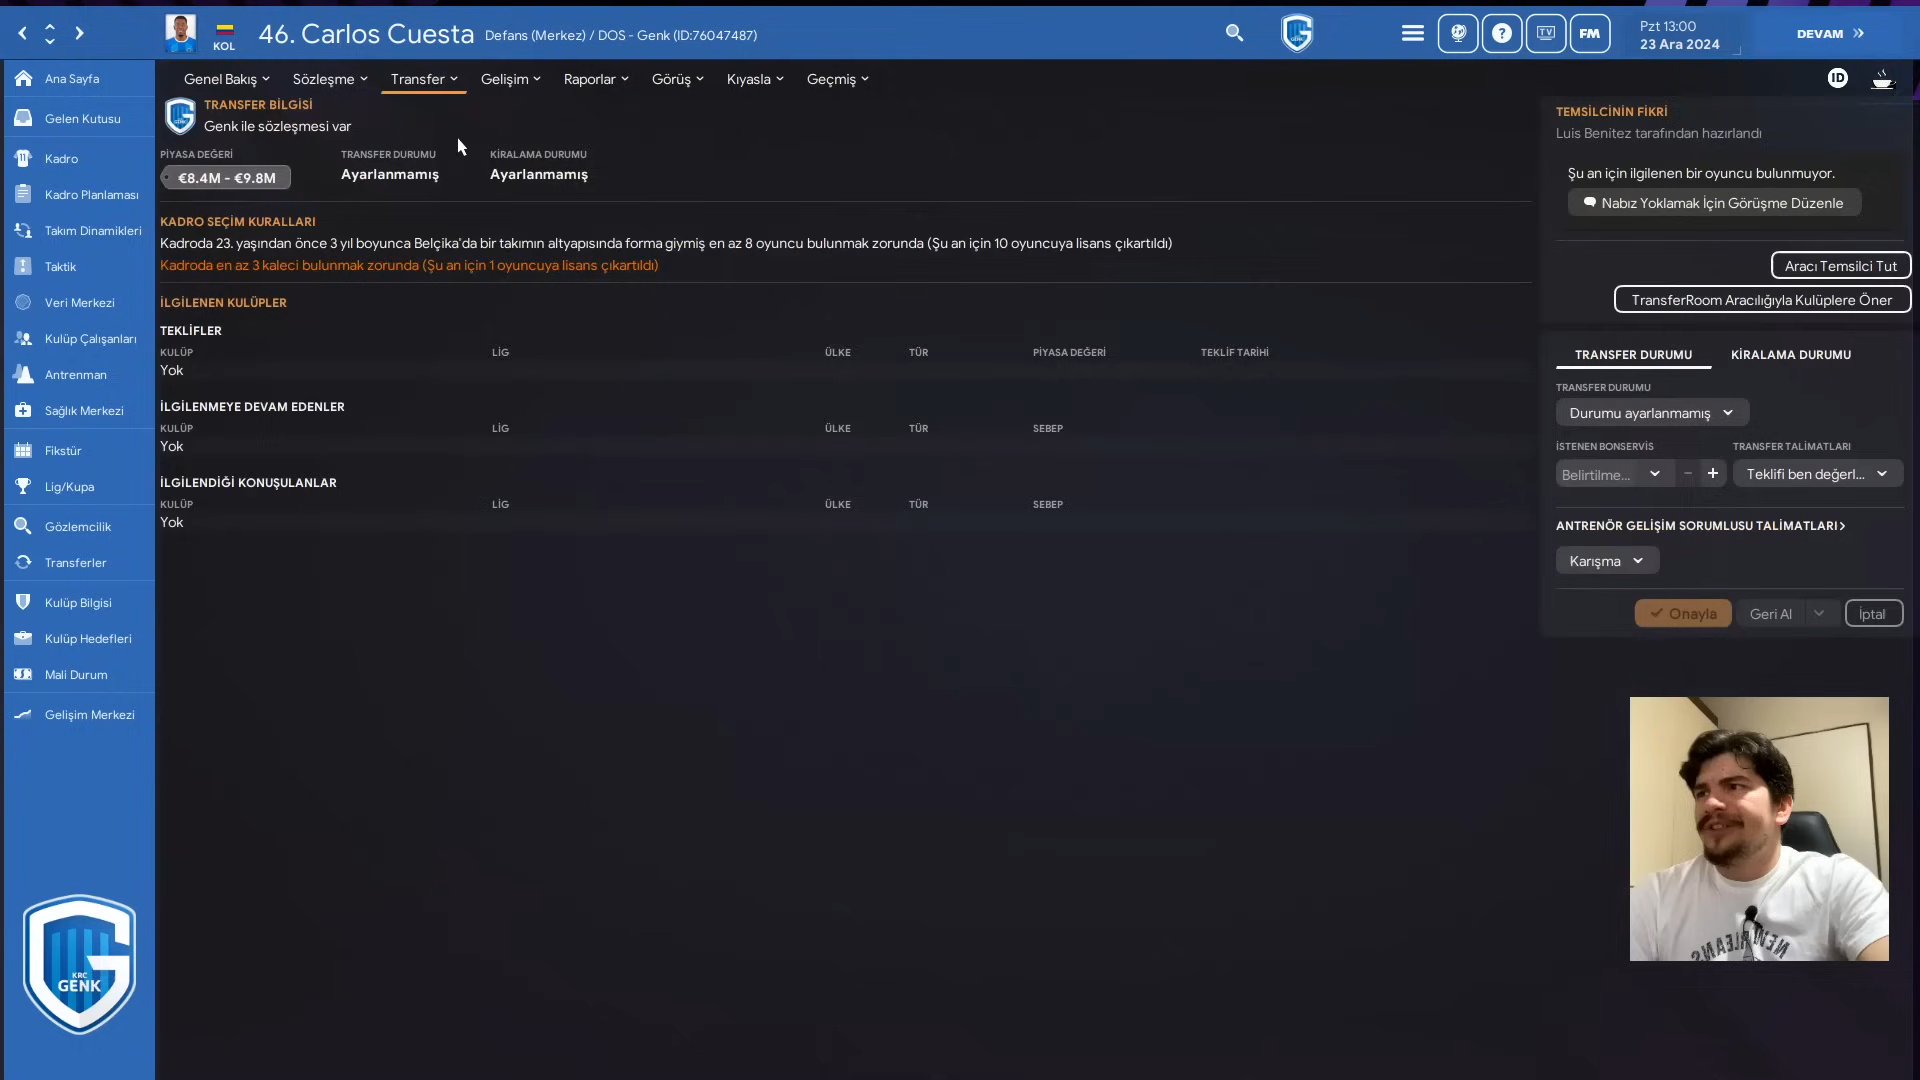 46. Carlos Cuesta
KOL
Defans (Merkez) / DOS - Genk (ID:76047487)
TV
FM
Pzt 13:00
23 Ara 2024
DEVAM
Ana Sayfa
Gelen Kutusu
Kadro
Kadro Planlaması
Takım Dinamikleri
Taktik
Veri Merkezi
Kulüp Çalışanları
Antrenman
Sağlık Merkezi
Fikstür
Lig/Kupa
Gözlemcilik
Transferler
Kulüp Bilgisi
Kulüp Hedefleri
Mali Durum
Gelişim Merkezi
KRC
GENK
Genel Bakış
Sözleşme
Transfer
Gelişim
Raporlar
Görüş
Kıyasla
Geçmiş
ID
TRANSFER BİLGİSİ
Genk ile sözleşmesi var
PİYASA DEĞERİ
€8.4M - €9.8M
TRANSFER DURUMU
Ayarlanmamış
KİRALAMA DURUMU
Ayarlanmamış
KADRO SEÇİM KURALLARI
Kadroda 23. yaşından önce 3 yıl boyunca Belçika'da bir takımın altyapısında forma giymiş en az 8 oyuncu bulunmak zorunda (Şu an için 10 oyuncuya lisans çıkartıldı)
Kadroda en az 3 kaleci bulunmak zorunda (Şu an için 1 oyuncuya lisans çıkartıldı)
İLGİLENEN KULÜPLER
TEKLİFLER
KULÜP LİG ÜLKE TÜR PİYASA DEĞERİ TEKLİF TARİHİ
Yok
İLGİLENMEYE DEVAM EDENLER
KULÜP LİG ÜLKE TÜR SEBEP
Yok
İLGİLENDİĞİ KONUŞULANLAR
KULÜP LİG ÜLKE TÜR SEBEP
Yok
TEMSİLCİNİN FİKRİ
Luis Benítez tarafından hazırlandı
Şu an için ilgilenen bir oyuncu bulunmuyor.
Nabız Yoklamak İçin Görüşme Düzenle
Aracı Temsilci Tut
TransferRoom Aracılığıyla Kulüplere Öner
TRANSFER DURUMU
KİRALAMA DURUMU
TRANSFER DURUMU
Durumu ayarlanmamış
İSTENEN BONSERVİS
Belirtilme...
TRANSFER TALİMATLARI
Teklifi ben değerl...
ANTRENÖR GELİŞİM SORUMLUSU TALİMATLARI
Karışma
Onayla
Geri Al
İptal
NEW ORLEANS